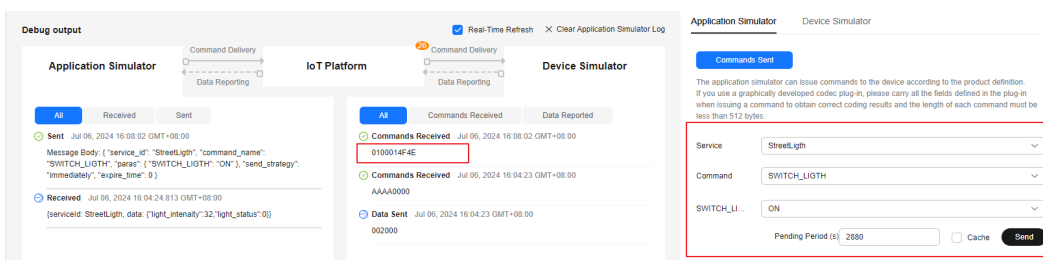 Debug output
Real-Time Refresh
Clear Application Simulator Log
Application Simulator
Command Delivery
Data Reporting
IoT Platform
26
Command Delivery
Data Reporting
Device Simulator
All
Received
Sent
Sent Jul 06, 2024 16:08:02 GMT+08:00
Message Body: { "service_id": "StreetLigth", "command_name":
"SWITCH_LIGTH", "paras": { "SWITCH_LIGTH": "ON" }, "send_strategy":
"immediately", "expire_time": 0 }
Received Jul 06, 2024 16:04:24.813 GMT+08:00
{serviceId: StreetLigth, data: {"light_intenaity":32,"light_status":0}}
All
Commands Received
Data Reported
Commands Received Jul 06, 2024 16:08:02 GMT+08:00
0100014F4E
Commands Received Jul 06, 2024 16:04:23 GMT+08:00
AAAA0000
Data Sent Jul 06, 2024 16:04:23 GMT+08:00
002000
Application Simulator
Device Simulator
Commands Sent
The application simulator can issue commands to the device according to the product definition.
If you use a graphically developed codec plug-in, please carry all the fields defined in the plug-in
when issuing a command to obtain correct coding results and the length of each command must be
less than 512 bytes.
Service
StreetLigth
Command
SWITCH_LIGTH
SWITCH_LI...
ON
Pending Period (s)
2880
Cache
Send